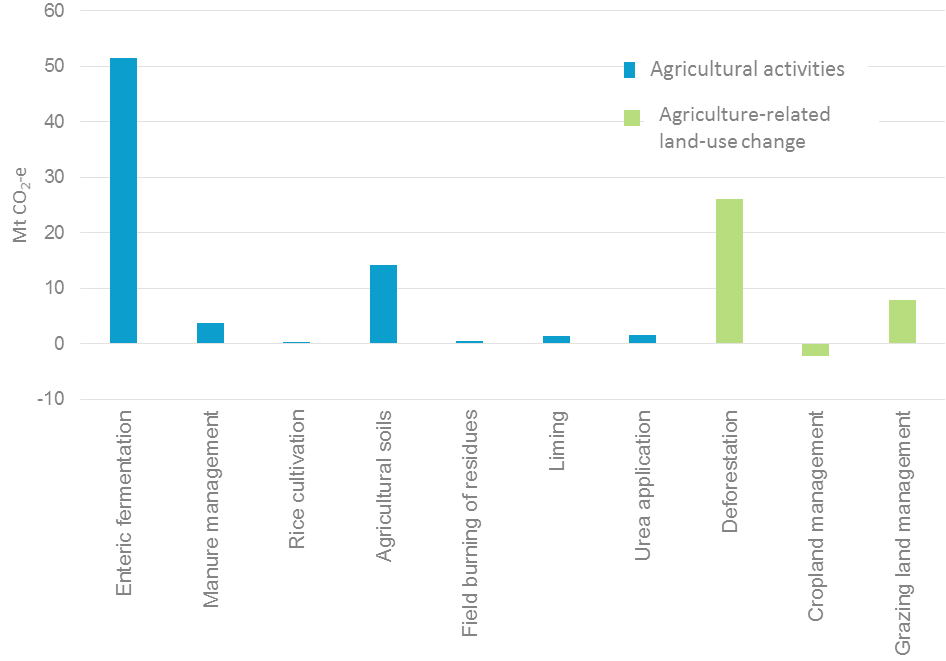 60
50
40
30
20
10
0
-10
Mt CO₂-e
Agricultural activities
Agriculture-related
land-use change
Enteric fermentation
Manure management
Rice cultivation
Agricultural soils
Field burning of residues
Liming
Urea application
Deforestation
Cropland management
Grazing land management